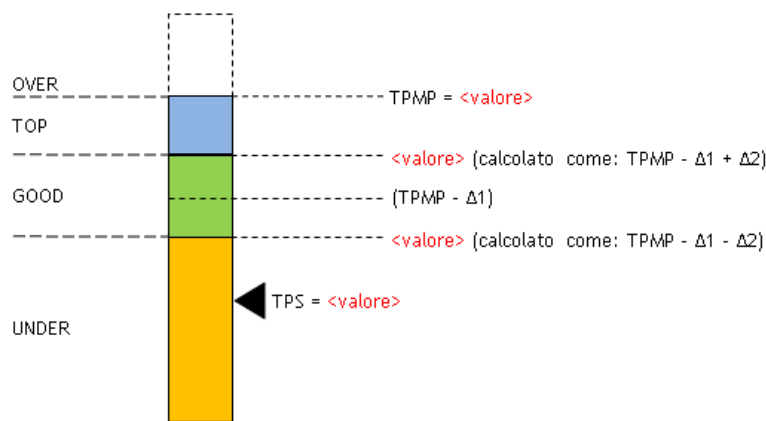 OVER
TPMP = <valore>
TOP
<valore> (calcolato come: TPMP - Δ1 + Δ2)
GOOD
(TPMP - Δ1)
<valore> (calcolato come: TPMP - Δ1 - Δ2)
TPS = <valore>
UNDER